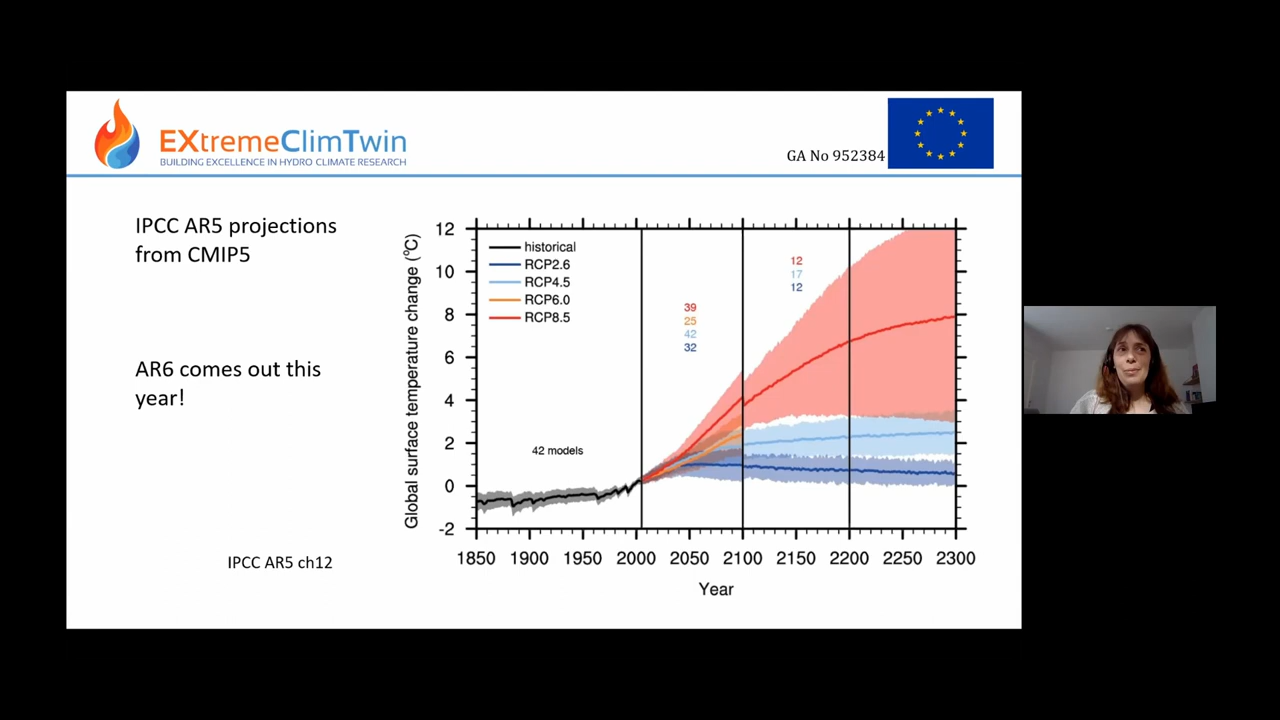 EXtremeClimTwin
BUILDING EXCELLENCE IN HYDRO CLIMATE RESEARCH
GA No 952384
IPCC AR5 projections
from CMIP5
AR6 comes out this
year!
IPCC AR5 ch12
Global surface temperature change (°C)
12
10
8
6
4
2
0
-2
historical
RCP2.6
RCP4.5
RCP6.0
RCP8.5
42 models
39
25
42
32
12
17
12
1850 1900 1950 2000 2050 2100 2150 2200 2250 2300
Year